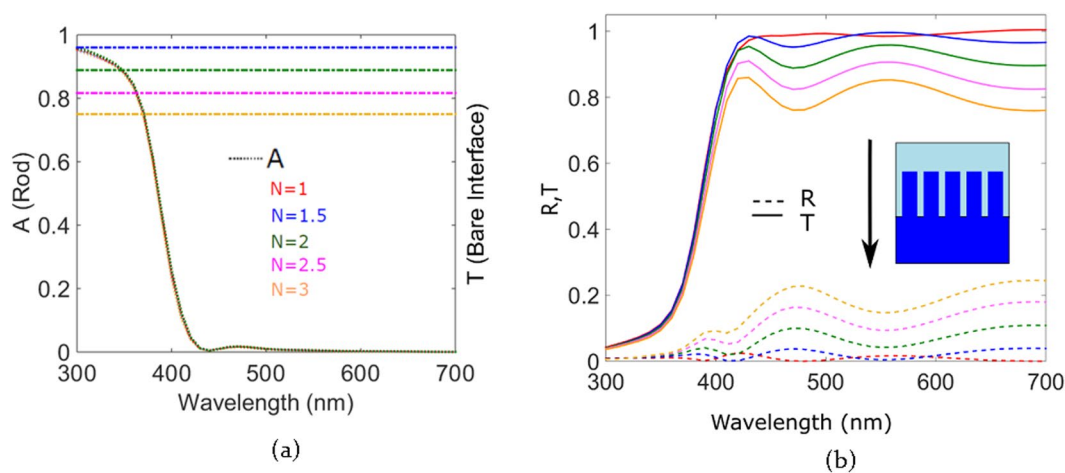 1
0.8
0.6
0.4
0.2
0
A (Rod)
A
N=1
N=1.5
N=2
N=2.5
N=3
T (Bare Interface)
300 400 500 600 700
Wavelength (nm)
(a)
1
0.8
0.6
0.4
0.2
0
R,T
R
T
300 400 500 600 700
Wavelength (nm)
(b)